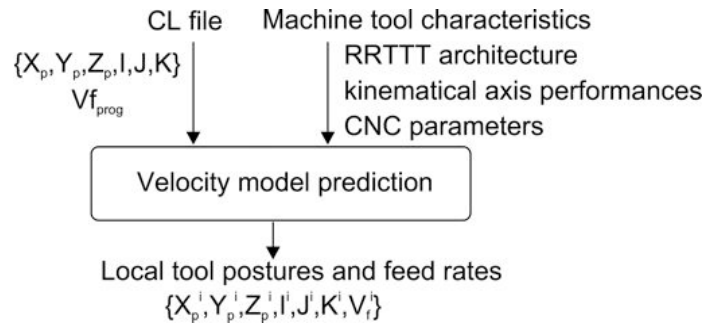 CL file
Machine tool characteristics
{Xp,Yp,Zp,I,J,K}
Vfprog
RRTTT architecture
kinematical axis performances
CNC parameters
Velocity model prediction
Local tool postures and feed rates
{Xpⁱ,Ypⁱ,Zpⁱ,Iⁱ,Jⁱ,Kⁱ,Vfⁱ}